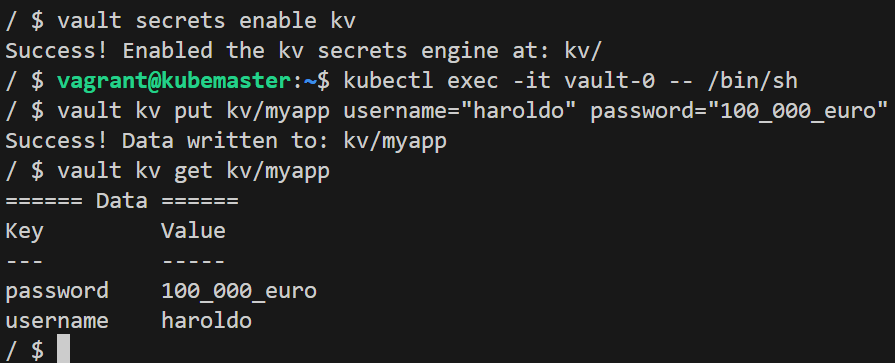 / $ vault secrets enable kv
Success! Enabled the kv secrets engine at: kv/
/ $ vagrant@kubemaster:~$ kubectl exec -it vault-0 -- /bin/sh
/ $ vault kv put kv/myapp username="haroldo" password="100_000_euro"
Success! Data written to: kv/myapp
/ $ vault kv get kv/myapp
====== Data ======
Key         Value
---         -----
password    100_000_euro
username    haroldo
/ $